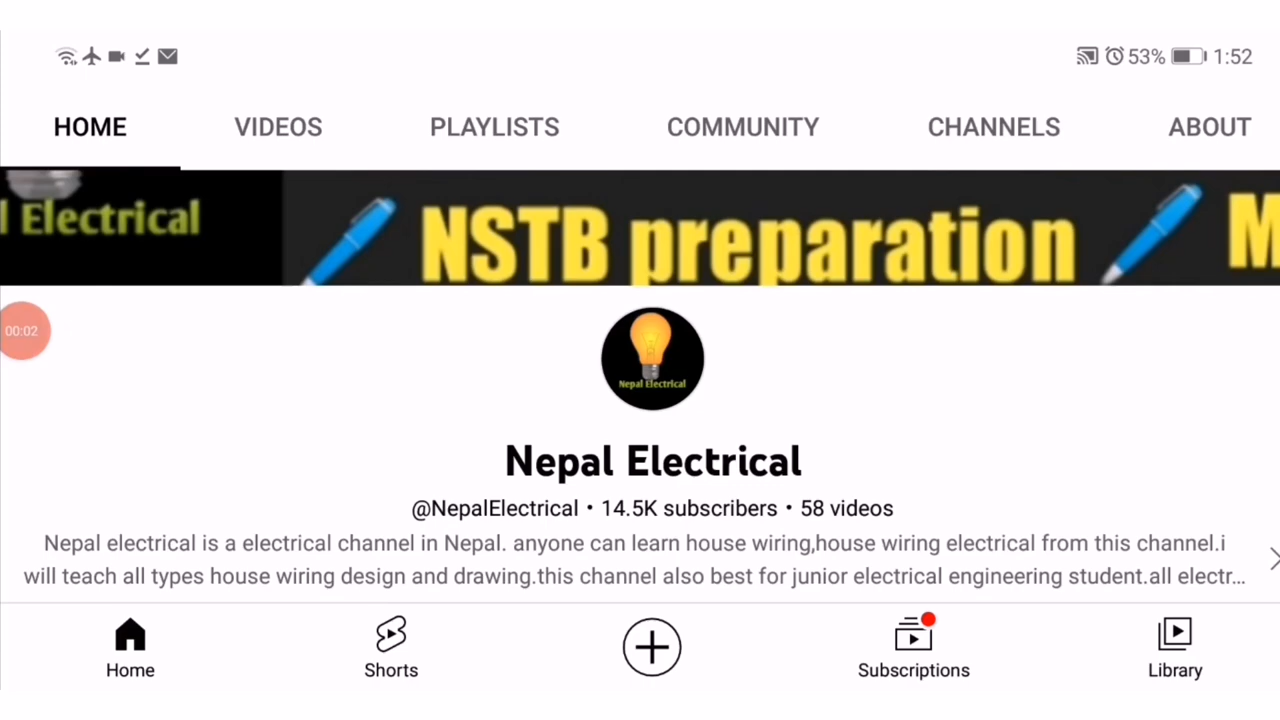 53% 1:52
HOME VIDEOS PLAYLISTS COMMUNITY CHANNELS ABOUT
l Electrical NSTB preparation M
00:02
Nepal Electrical
Nepal Electrical
@NepalElectrical • 14.5K subscribers • 58 videos
Nepal electrical is a electrical channel in Nepal. anyone can learn house wiring,house wiring electrical from this channel.i
will teach all types house wiring design and drawing.this channel also best for junior electrical engineering student.all electr...
Home Shorts Subscriptions Library